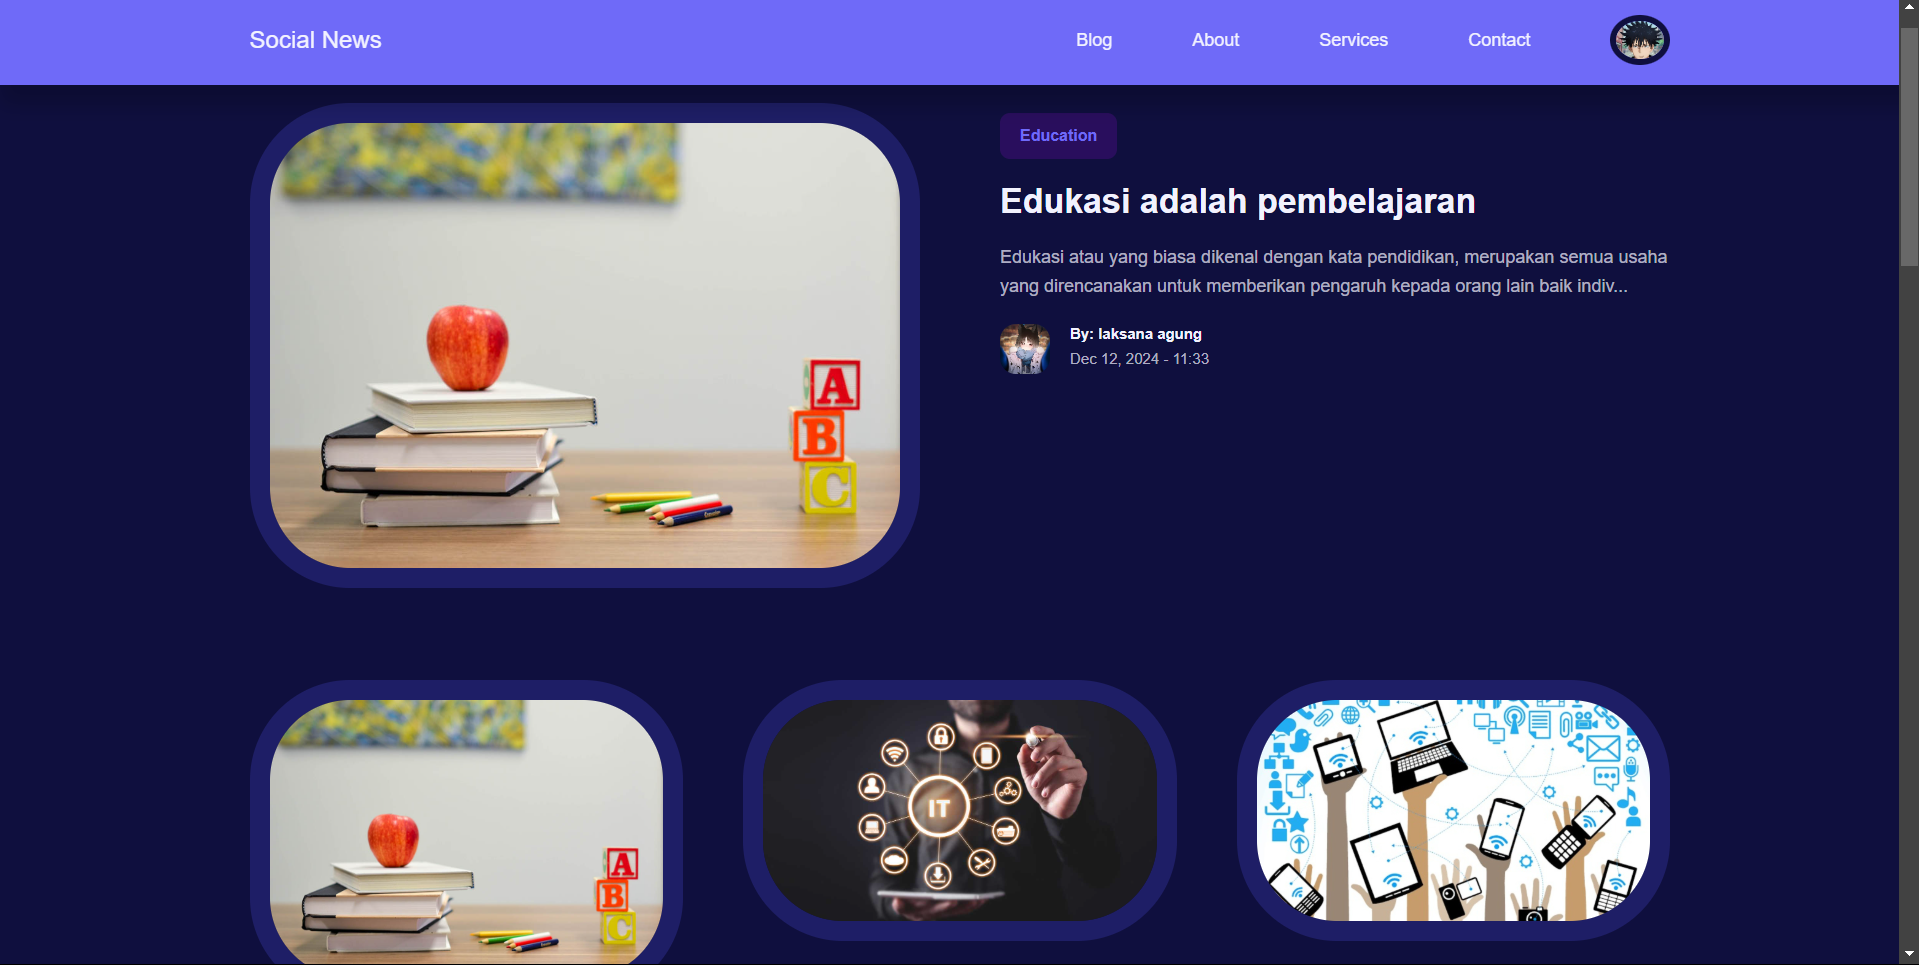 Social News
Blog
About
Services
Contact
Education
Edukasi adalah pembelajaran
Edukasi atau yang biasa dikenal dengan kata pendidikan, merupakan semua usaha
yang direncanakan untuk memberikan pengaruh kepada orang lain baik indiv...
By: laksana agung
Dec 12, 2024 - 11:33
A
B
C
A
B
C
IT